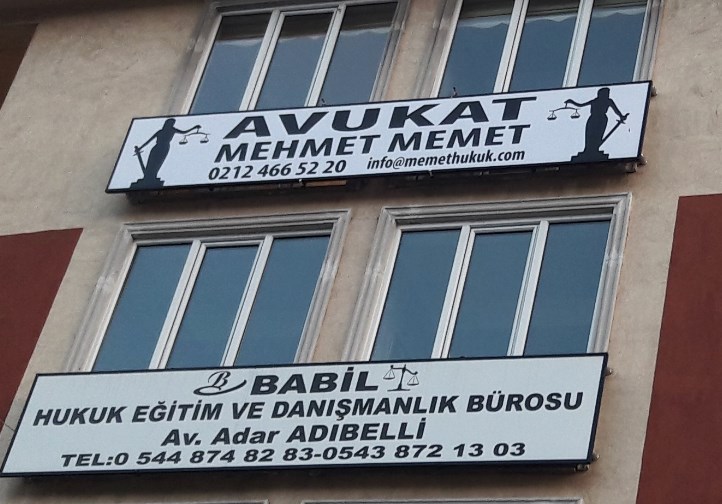 AVUKAT
MEHMET MEMET
0212 466 52 20 info@memethukuk.com
B BABİL
HUKUK EĞİTİM VE DANIŞMANLIK BÜROSU
Av. Adar ADIBELLİ
TEL:0 544 874 82 83-0543 872 13 03